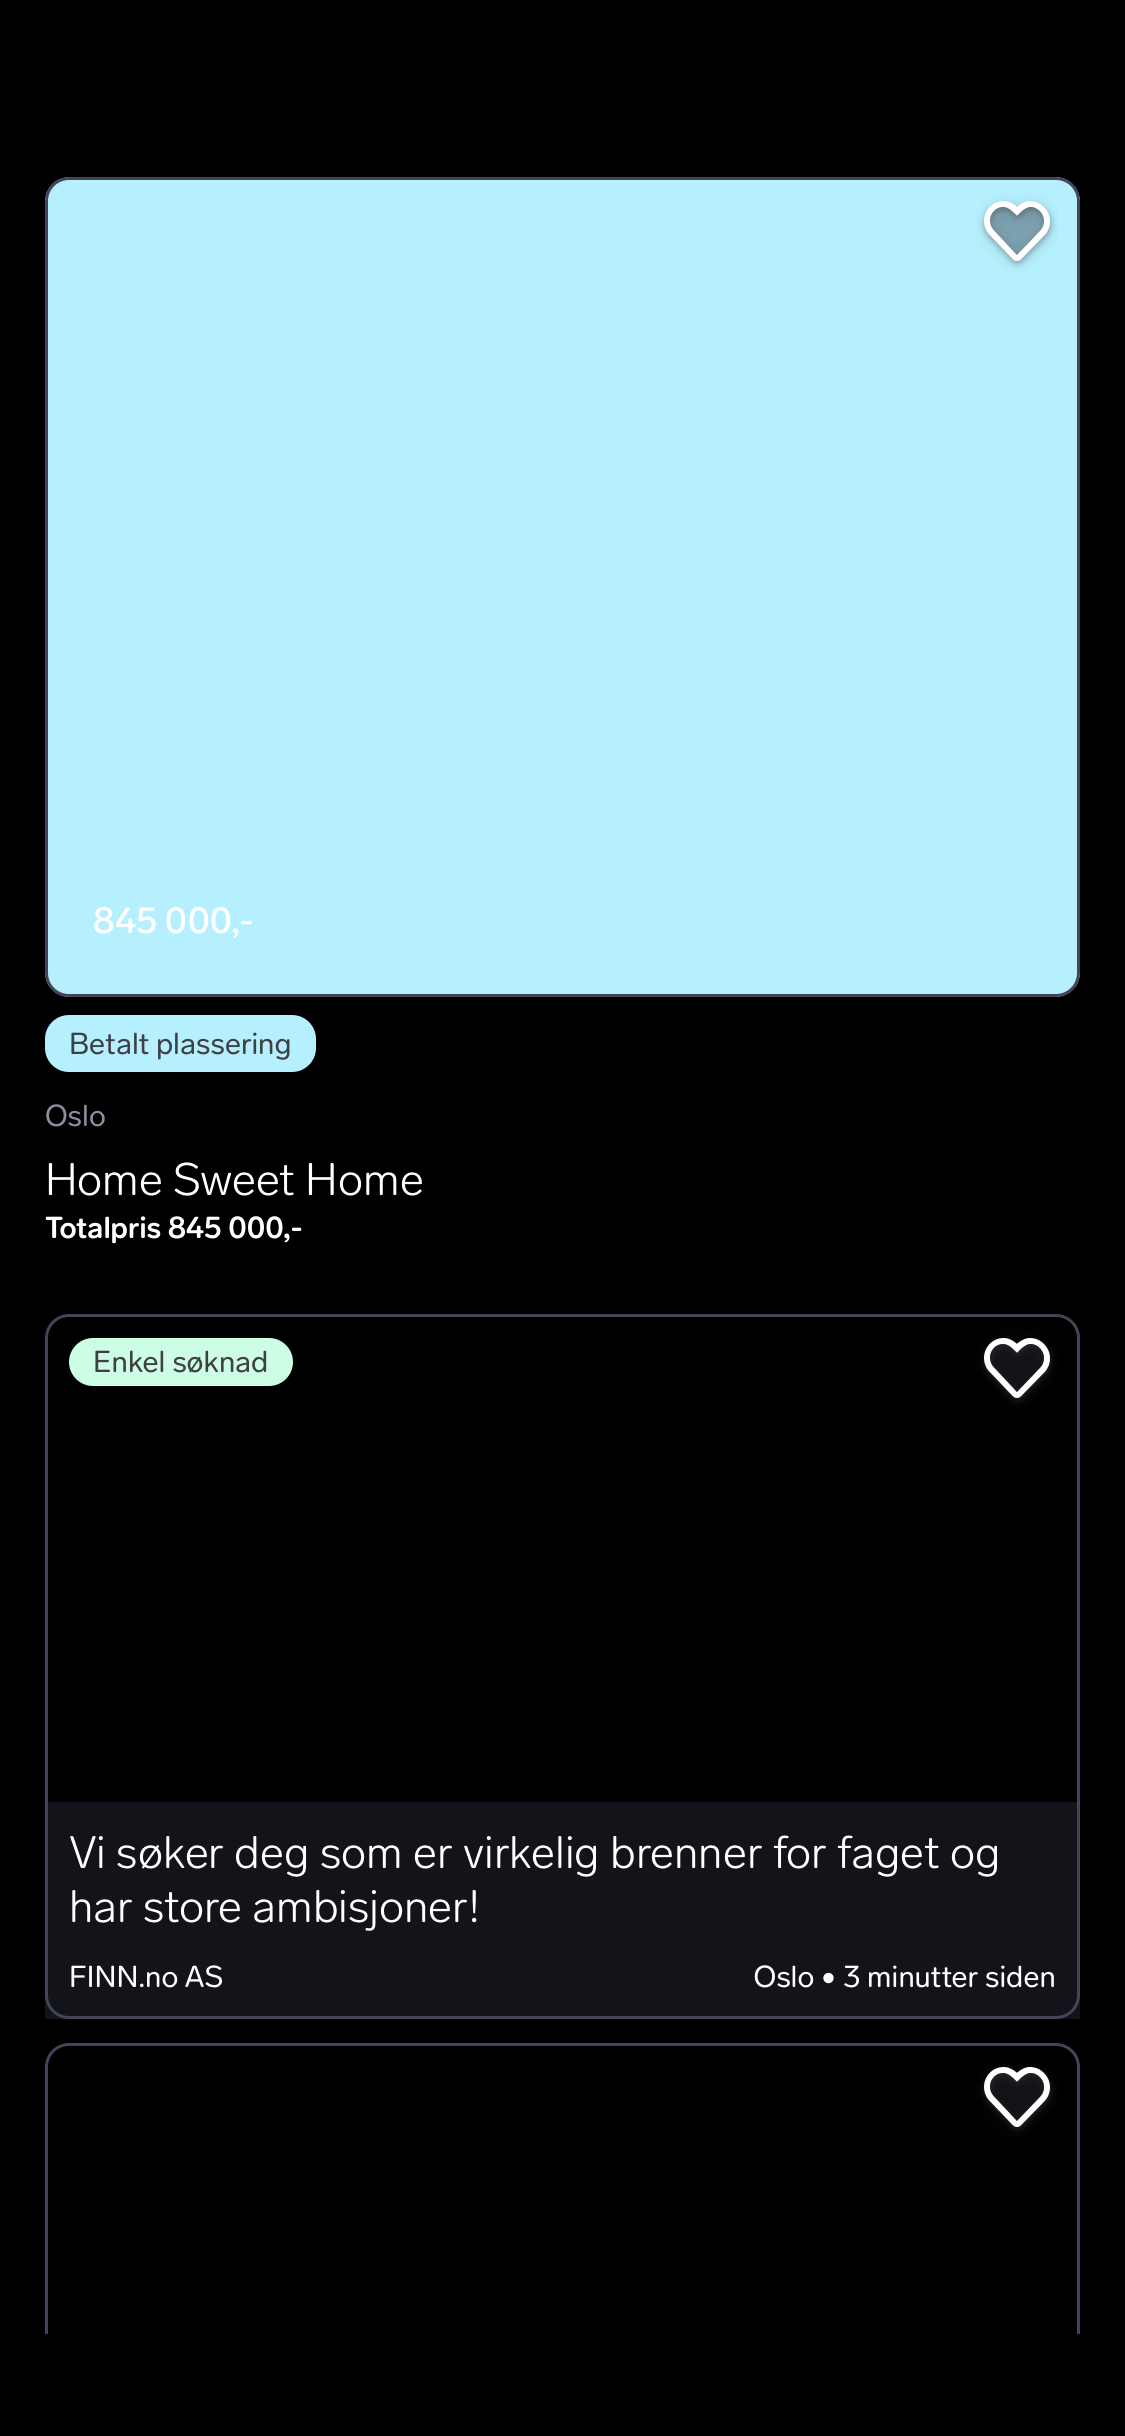 845 000,-
Betalt plassering
Oslo
Home Sweet Home
Totalpris 845 000,-
Enkel søknad
Vi søker deg som er virkelig brenner for faget og
har store ambisjoner!
FINN.no AS
Oslo • 3 minutter siden